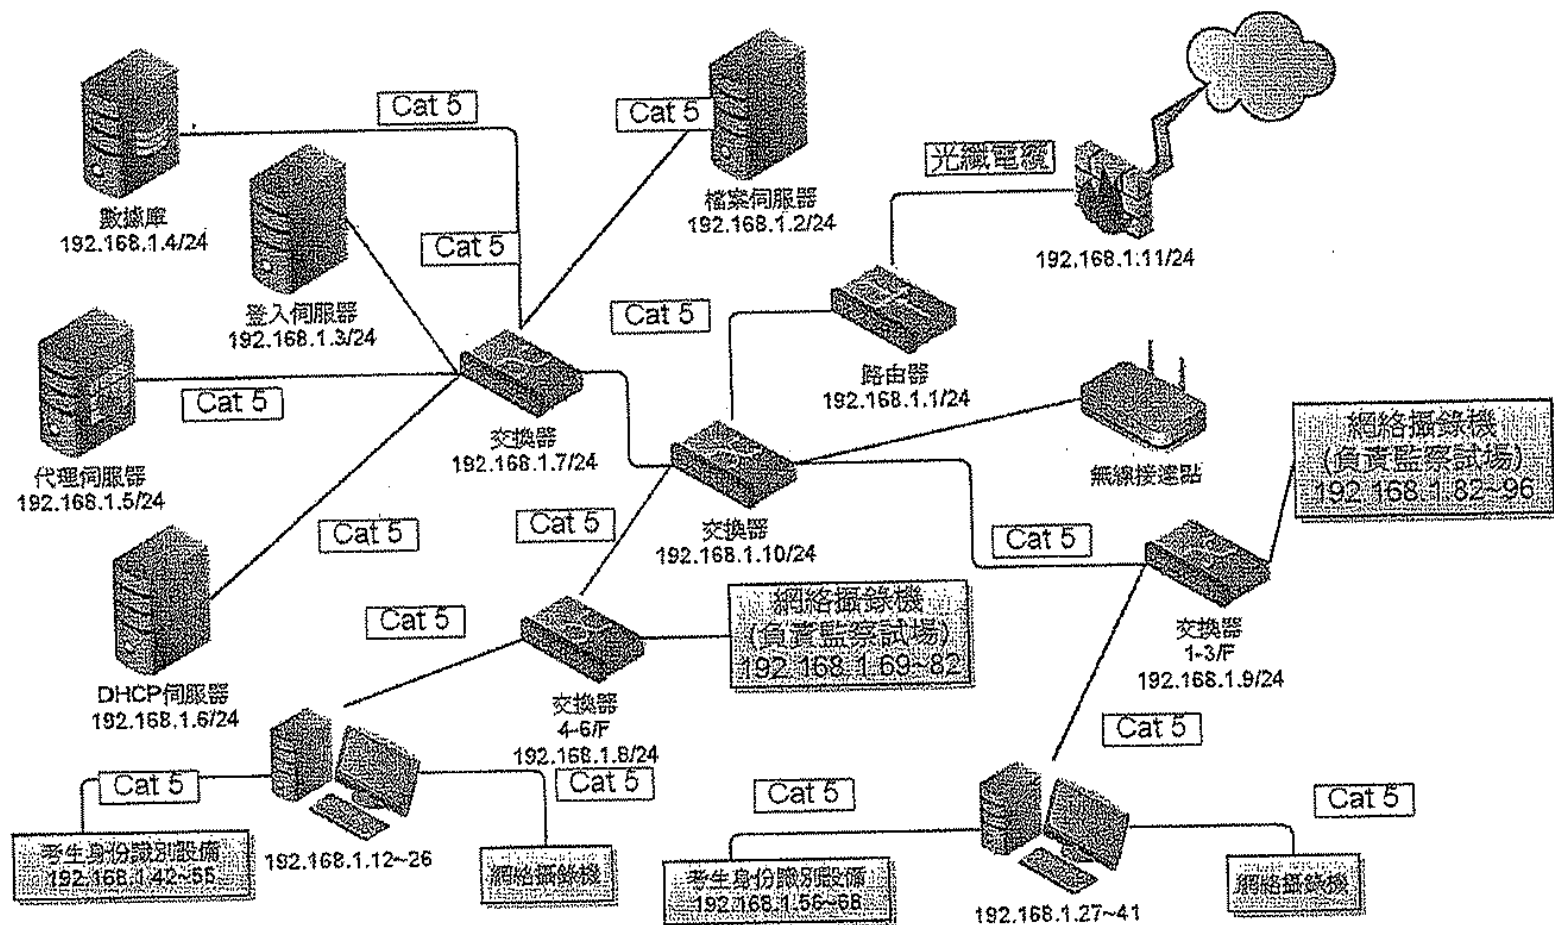 Cat 5
Cat 5
光纖電纜
數據庫
192.168.1.4/24
檔案伺服器
192.168.1.2/24
Cat 5
192.168.1.11/24
登入伺服器
192.168.1.3/24
Cat 5
路由器
192.168.1.1/24
Cat 5
代理伺服器
192.168.1.5/24
交換器
192.168.1.7/24
無線接達點
網絡攝錄機
(負責監察試場)
192.168.1.82~96
Cat 5
Cat 5
交換器
192.168.1.10/24
Cat 5
DHCP伺服器
192.168.1.6/24
Cat 5
網絡攝錄機
(負責監察試場)
192.168.1.69~82
交換器
1-3/F
192.168.1.9/24
交換器
4-6/F
192.168.1.8/24
Cat 5
Cat 5
Cat 5
Cat 5
Cat 5
考生身份識別設備
192.168.1.42~55
192.168.1.12~26
網絡攝錄機
考生身份識別設備
192.168.1.56~68
192.168.1.27~41
網絡攝錄機